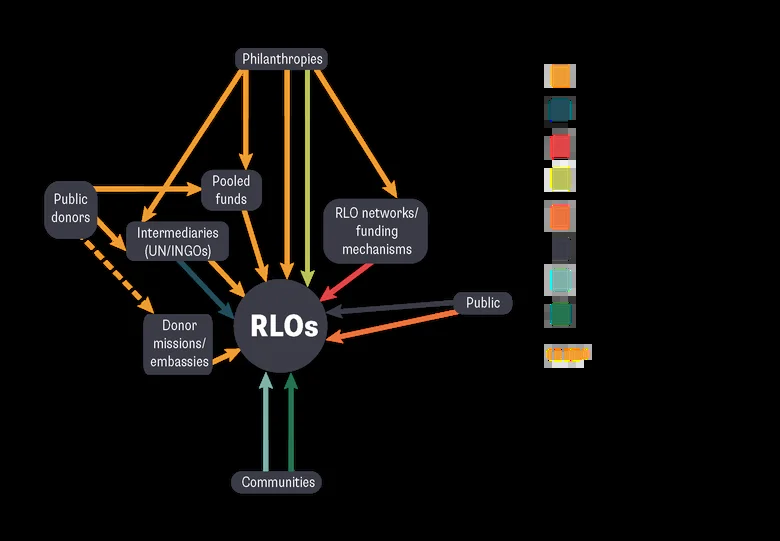 Philanthropies
Pooled
funds
Public
donors
RLO networks/
funding
mechanisms
Intermediaries
(UN/INGOs)
Public
RLOs
Donor
missions/
embassies
Communities